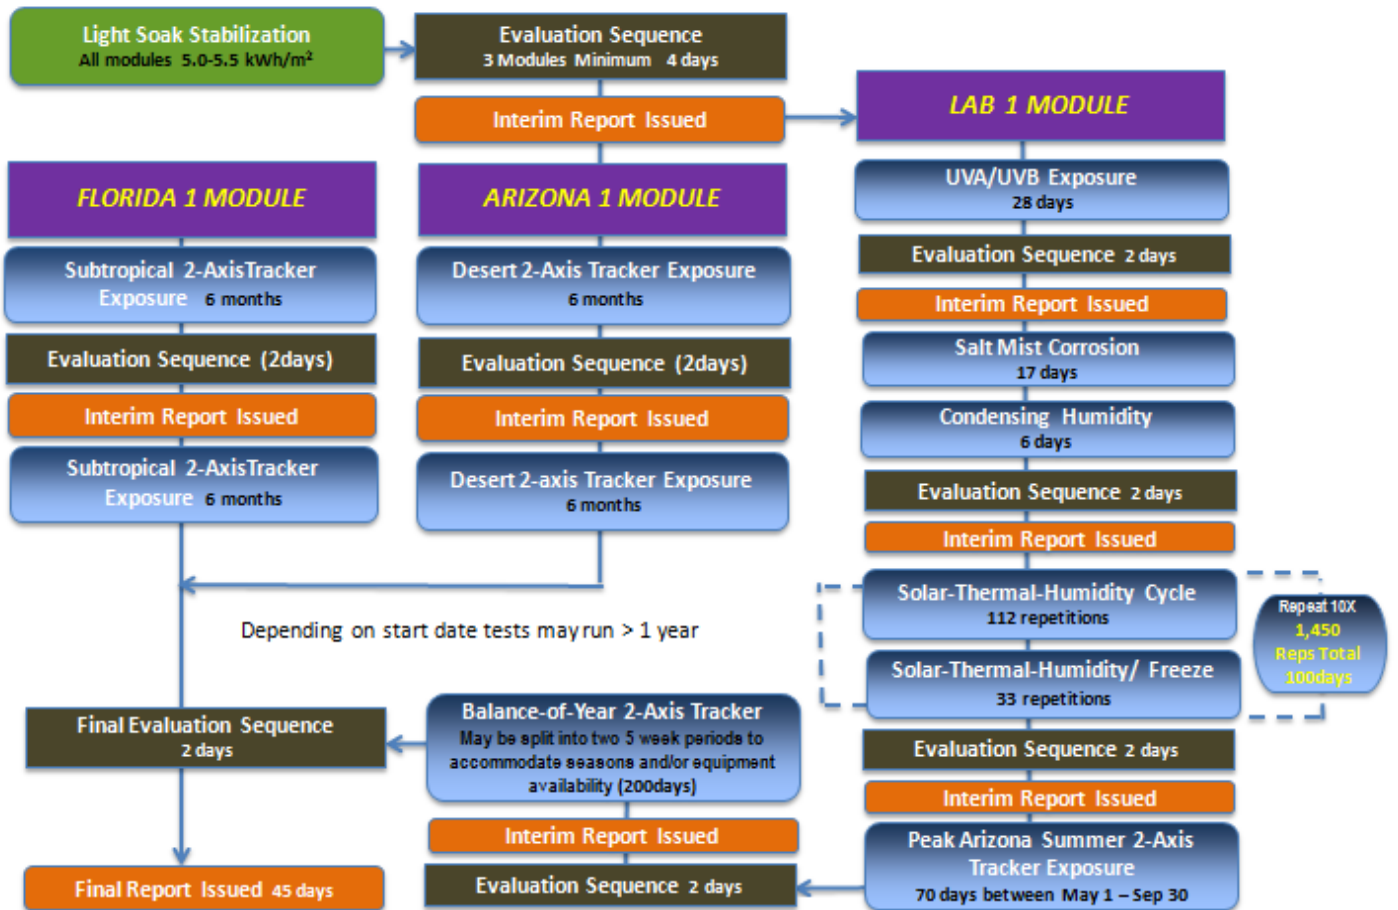 Light Soak Stabilization
All modules 5.0-5.5 kWh/m²
Evaluation Sequence
3 Modules Minimum 4 days
Interim Report Issued
LAB 1 MODULE
FLORIDA 1 MODULE
Subtropical 2-AxisTracker
Exposure 6 months
Evaluation Sequence (2days)
Interim Report Issued
Subtropical 2-AxisTracker
Exposure 6 months
ARIZONA 1 MODULE
Desert 2-Axis Tracker Exposure
6 months
Evaluation Sequence (2days)
Interim Report Issued
Desert 2-axis Tracker Exposure
6 months
UVA/UVB Exposure
28 days
Evaluation Sequence 2 days
Interim Report Issued
Salt Mist Corrosion
17 days
Condensing Humidity
6 days
Evaluation Sequence 2 days
Interim Report Issued
Solar-Thermal-Humidity Cycle
112 repetitions
Solar-Thermal-Humidity/ Freeze
33 repetitions
Repeat 10X
1,450
Reps Total
100days
Evaluation Sequence 2 days
Interim Report Issued
Peak Arizona Summer 2-Axis
Tracker Exposure
70 days between May 1 – Sep 30
Depending on start date tests may run > 1 year
Balance-of-Year 2-Axis Tracker
May be split into two 5 week periods to
accommodate seasons and/or equipment
availability (200days)
Interim Report Issued
Evaluation Sequence 2 days
Final Evaluation Sequence
2 days
Final Report Issued 45 days